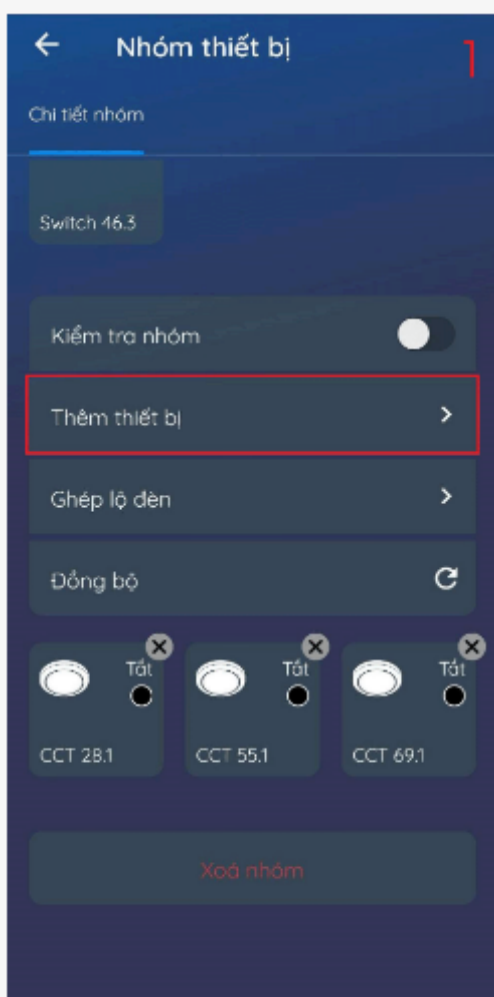 Nhóm thiết bị
1
Chi tiết nhóm
Switch 46.3
Kiểm tra nhóm
Thêm thiết bị
Ghép lộ đèn
Đồng bộ
Tắt
Tắt
Tắt
CCT 28.1
CCT 55.1
CCT 69.1
Xoá nhóm